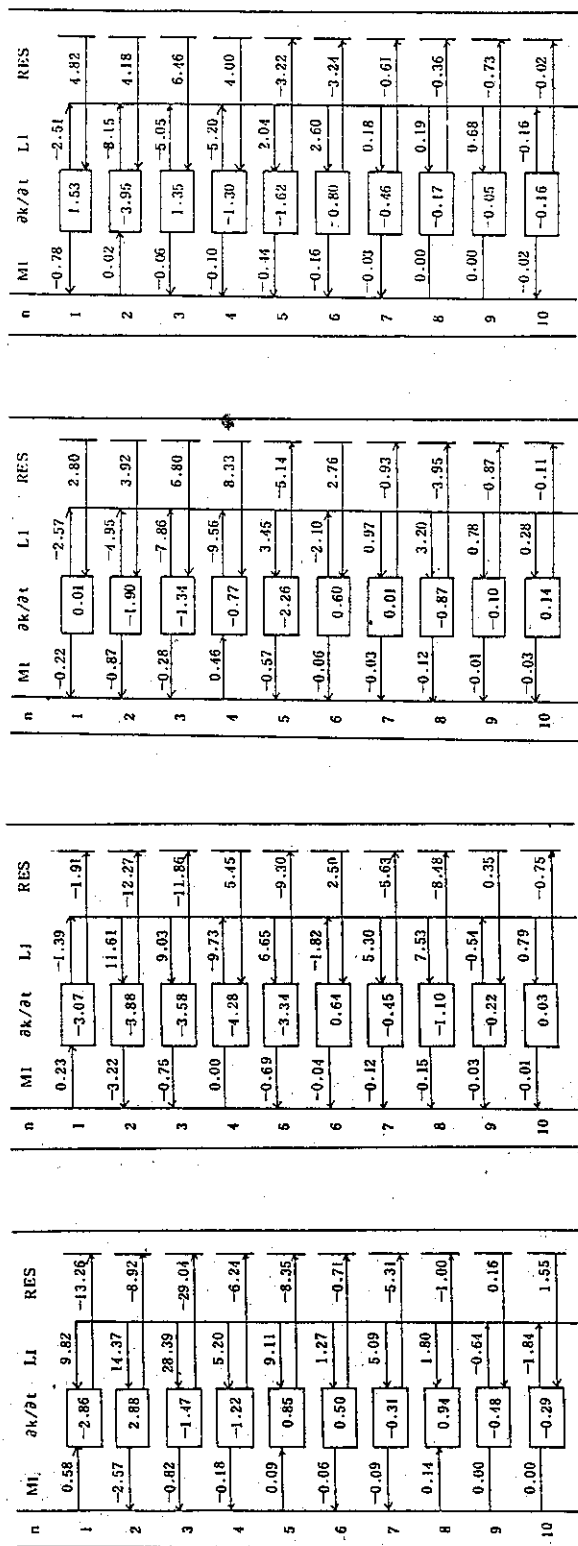 n MI ∂k/∂t LI RES
1 0.58 -2.86 9.82 -13.26
2 -2.57 2.88 14.37 -8.92
3 -0.82 -1.47 28.39 -29.04
4 -0.18 -1.22 5.20 -6.24
5 0.09 0.85 9.11 -8.35
6 -0.06 0.50 1.27 -0.71
7 -0.09 -0.31 5.09 -5.31
8 0.14 0.94 1.80 -1.00
9 0.00 -0.48 -0.64 0.16
10 0.00 -0.29 -1.84 1.55
n MI ∂k/∂t LI RES
1 0.23 -3.07 -1.39 -1.91
2 -3.22 -3.88 11.61 -12.27
3 -0.75 -3.58 9.03 -11.86
4 0.00 -4.28 -9.73 5.45
5 -0.69 -3.34 6.65 -9.30
6 -0.04 0.64 -1.82 2.50
7 -0.12 -0.45 5.30 -5.63
8 -0.15 -1.10 7.53 -8.48
9 -0.03 -0.22 -0.54 0.35
10 -0.01 0.03 0.79 -0.75
n MI ∂k/∂t LI RES
1 -0.22 0.01 -2.57 2.80
2 -0.87 -1.90 -4.95 3.92
3 -0.28 -1.34 -7.86 6.80
4 0.46 -0.77 -9.56 8.33
5 -0.57 -2.26 3.45 -5.14
6 -0.06 0.60 -2.10 2.76
7 -0.03 0.01 0.97 -0.93
8 -0.12 -0.87 3.20 -3.95
9 -0.01 -0.10 0.78 -0.87
10 -0.03 0.14 0.28 -0.11
n MI ∂k/∂t LI RES
1 -0.78 1.53 -2.51 4.82
2 0.02 -3.95 -8.15 4.18
3 -0.06 1.35 -5.05 6.46
4 -0.10 -1.30 -5.20 4.00
5 -0.44 -1.62 2.04 -3.22
6 -0.16 -0.80 2.60 -3.24
7 -0.03 -0.46 0.18 -0.61
8 0.00 -0.17 0.19 -0.36
9 0.00 -0.05 0.68 -0.73
10 -0.02 -0.16 -0.16 -0.02